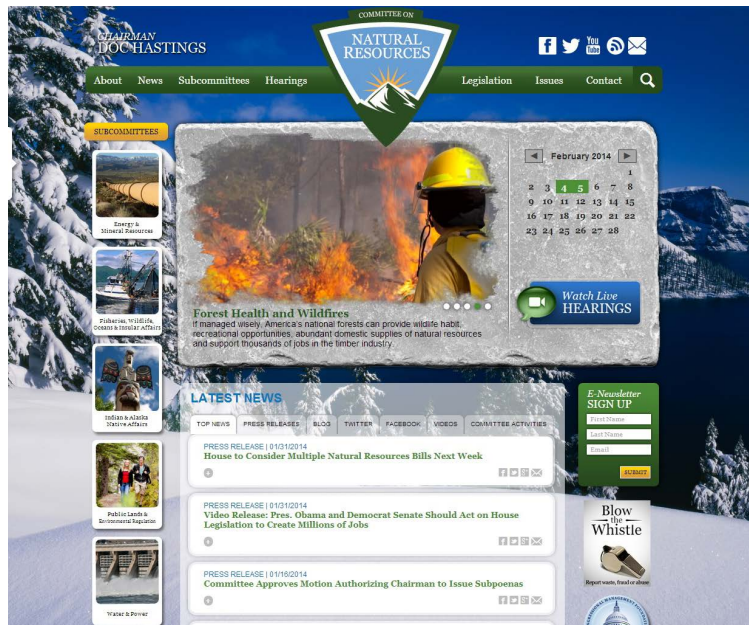 COMMITTEE ON
NATURAL
RESOURCES
CHAIRMAN
DOC HASTINGS
You
Tube
About News Subcommittees Hearings Legislation Issues Contact
SUBCOMMITTEES
Energy &
Mineral Resources
Fisheries, Wildlife,
Oceans & Insular Affairs
Indian & Alaska
Native Affairs
Public Lands &
Environmental Regulation
Water & Power
Forest Health and Wildfires
If managed wisely, America's national forests can provide wildlife habit,
recreational opportunities, abundant domestic supplies of natural resources
and support thousands of jobs in the timber industry.
February 2014
1
2 3 4 5 6 7 8
9 10 11 12 13 14 15
16 17 18 19 20 21 22
23 24 25 26 27 28
Watch Live
HEARINGS
LATEST NEWS
TOP NEWS PRESS RELEASES BLOG TWITTER FACEBOOK VIDEOS COMMITTEE ACTIVITIES
PRESS RELEASE | 01/31/2014
House to Consider Multiple Natural Resources Bills Next Week
PRESS RELEASE | 01/31/2014
Video Release: Pres. Obama and Democrat Senate Should Act on House
Legislation to Create Millions of Jobs
PRESS RELEASE | 01/16/2014
Committee Approves Motion Authorizing Chairman to Issue Subpoenas
E-Newsletter
SIGN UP
First Name
Last Name
Email
SUBMIT
Blow
the
Whistle
Report waste, fraud or abuse